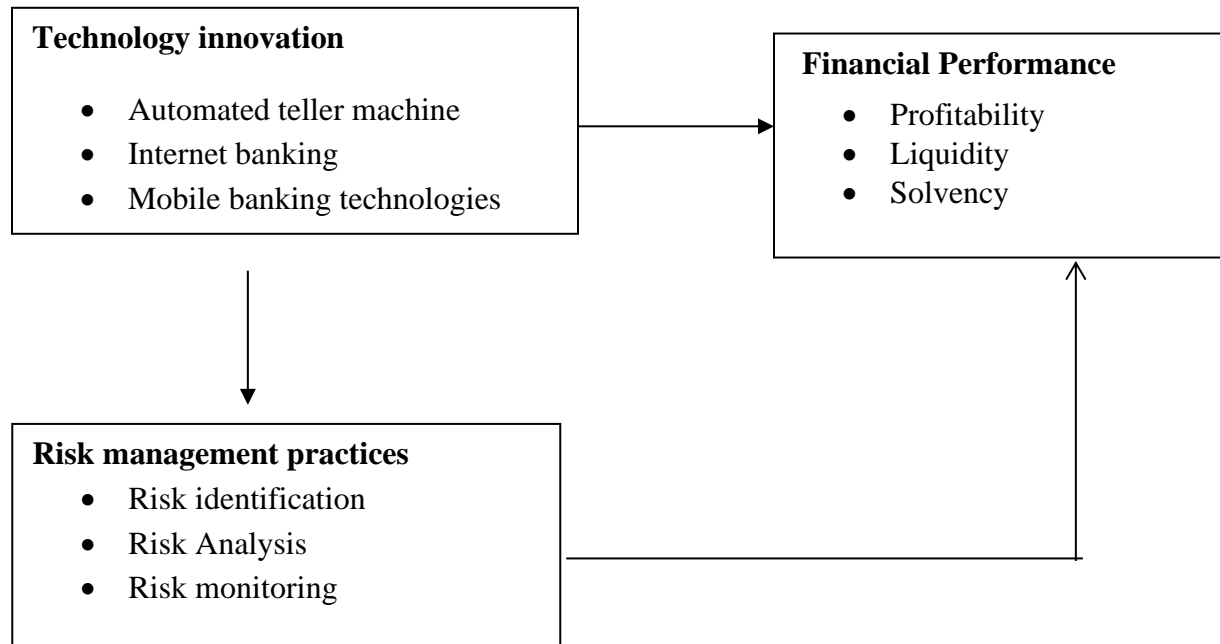 Technology innovation
• Automated teller machine
• Internet banking
• Mobile banking technologies
Financial Performance
• Profitability
• Liquidity
• Solvency
Risk management practices
• Risk identification
• Risk Analysis
• Risk monitoring